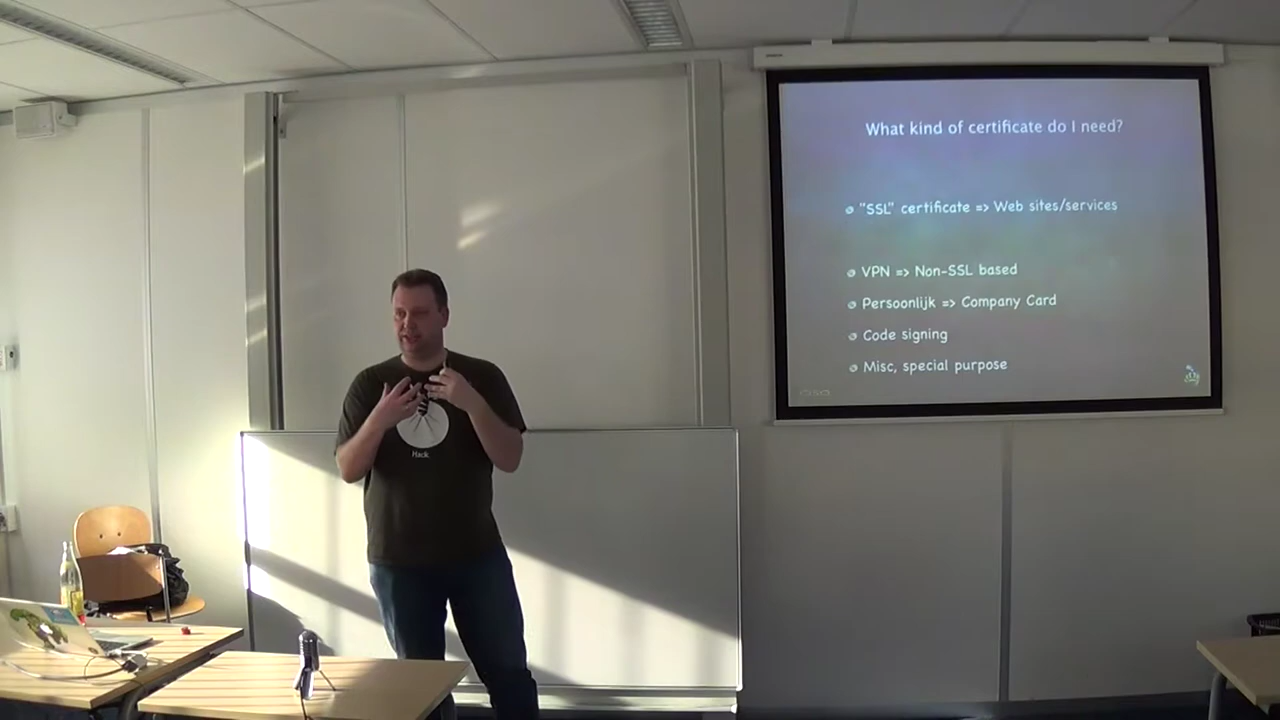 What kind of certificate do I need?
"SSL" certificate => Web sites/services
VPN => Non-SSL based
Persoonlijk => Company Card
Code signing
Misc, special purpose
Hack